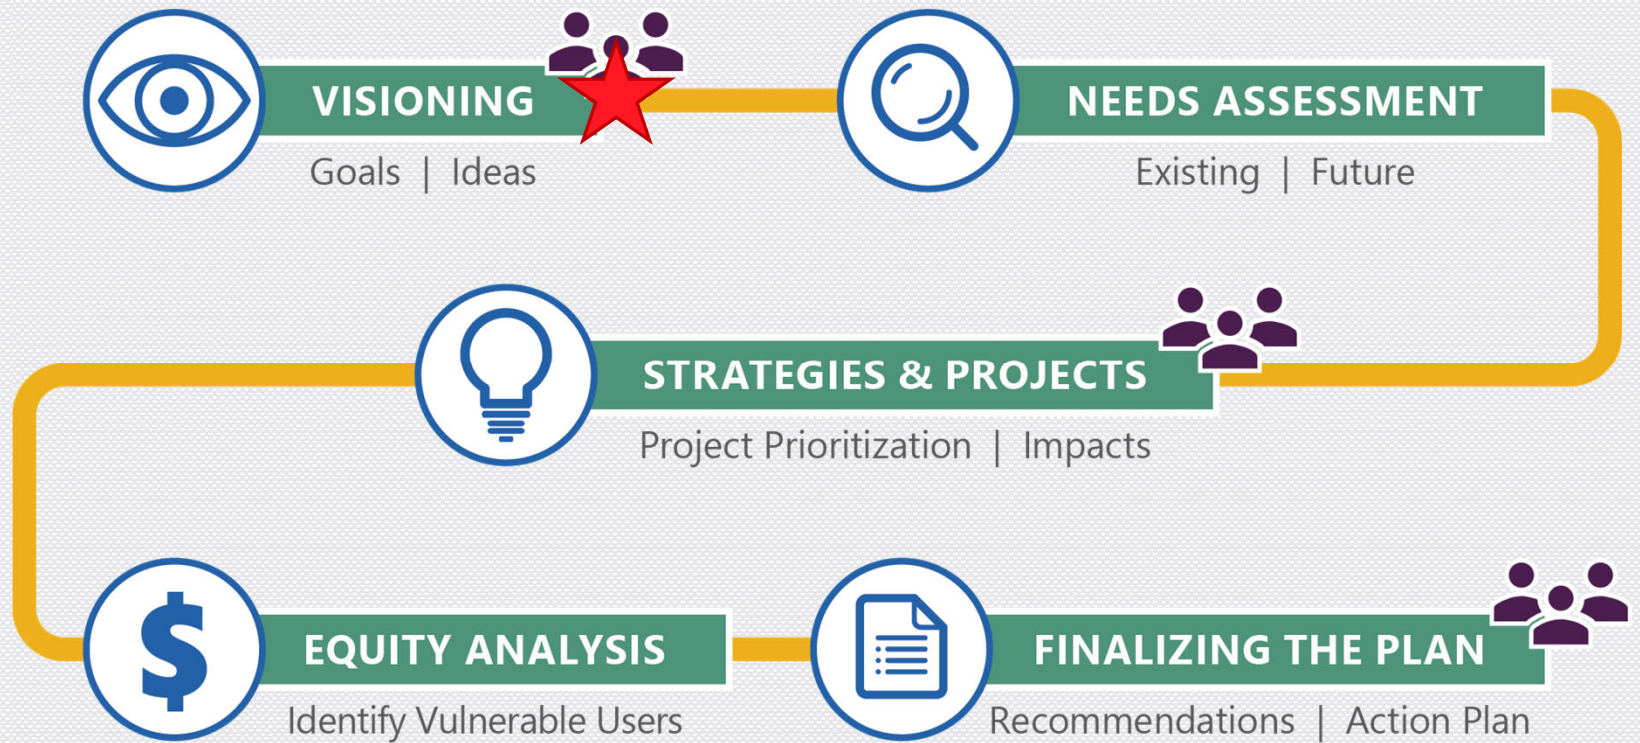 VISIONING
Goals | Ideas
NEEDS ASSESSMENT
Existing | Future
STRATEGIES & PROJECTS
Project Prioritization | Impacts
$
EQUITY ANALYSIS
Identify Vulnerable Users
FINALIZING THE PLAN
Recommendations | Action Plan